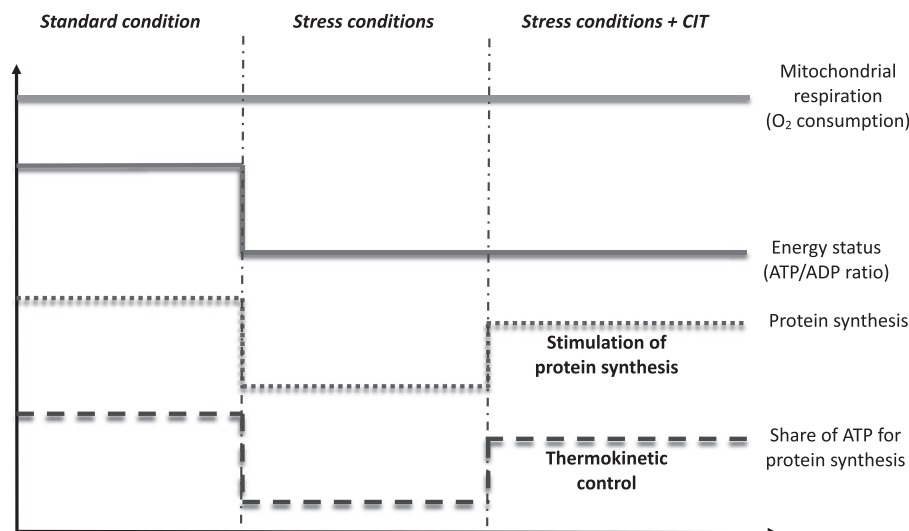 Standard condition
Stress conditions
Stress conditions + CIT
Mitochondrial
respiration
(O₂ consumption)
Energy status
(ATP/ADP ratio)
Protein synthesis
Stimulation of
protein synthesis
Share of ATP for
protein synthesis
Thermokinetic
control